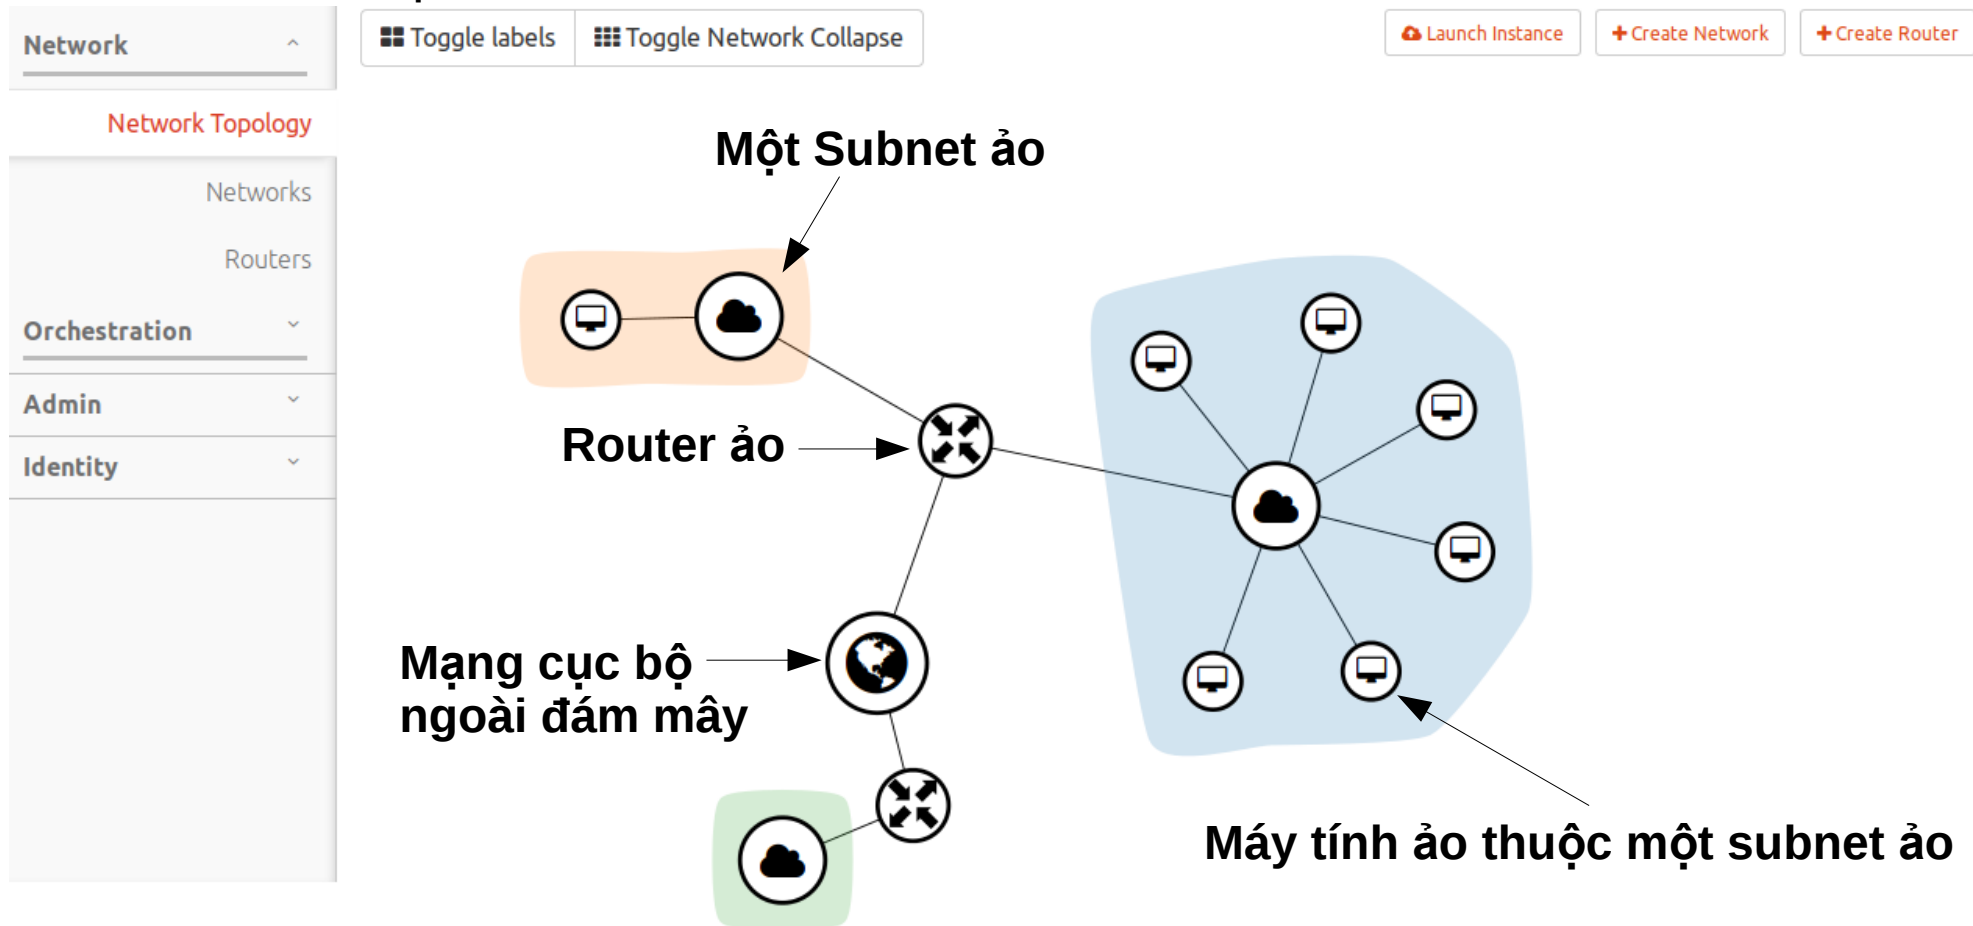 Network
Toggle labels
Toggle Network Collapse
Launch Instance
+Create Network
+Create Router
Network Topology
Networks
Routers
Orchestration
Admin
Identity
Một Subnet ảo
Router ảo
Mạng cục bộ
ngoài đám mây
Máy tính ảo thuộc một subnet ảo